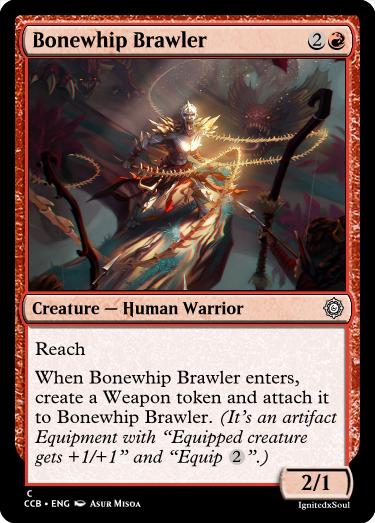 Bonewhip Brawler 2
Creature — Human Warrior
Reach
When Bonewhip Brawler enters,
create a Weapon token and attach it
to Bonewhip Brawler. (It's an artifact
Equipment with “Equipped creature
gets +1/+1” and “Equip 2”.)
2/1
C
CCB • ENG Asur Misoa
IgnitedxSoul